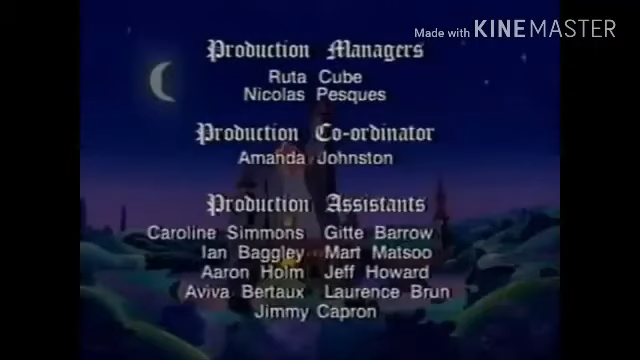 Made with KINEMASTER
Production Managers
Ruta Cube
Nicolas Pesques
Production Co-ordinator
Amanda Johnston
Production Assistants
Caroline Simmons Gitte Barrow
Ian Baggley Mart Matsoo
Aaron Holm Jeff Howard
Aviva Bertaux Laurence Brun
Jimmy Capron